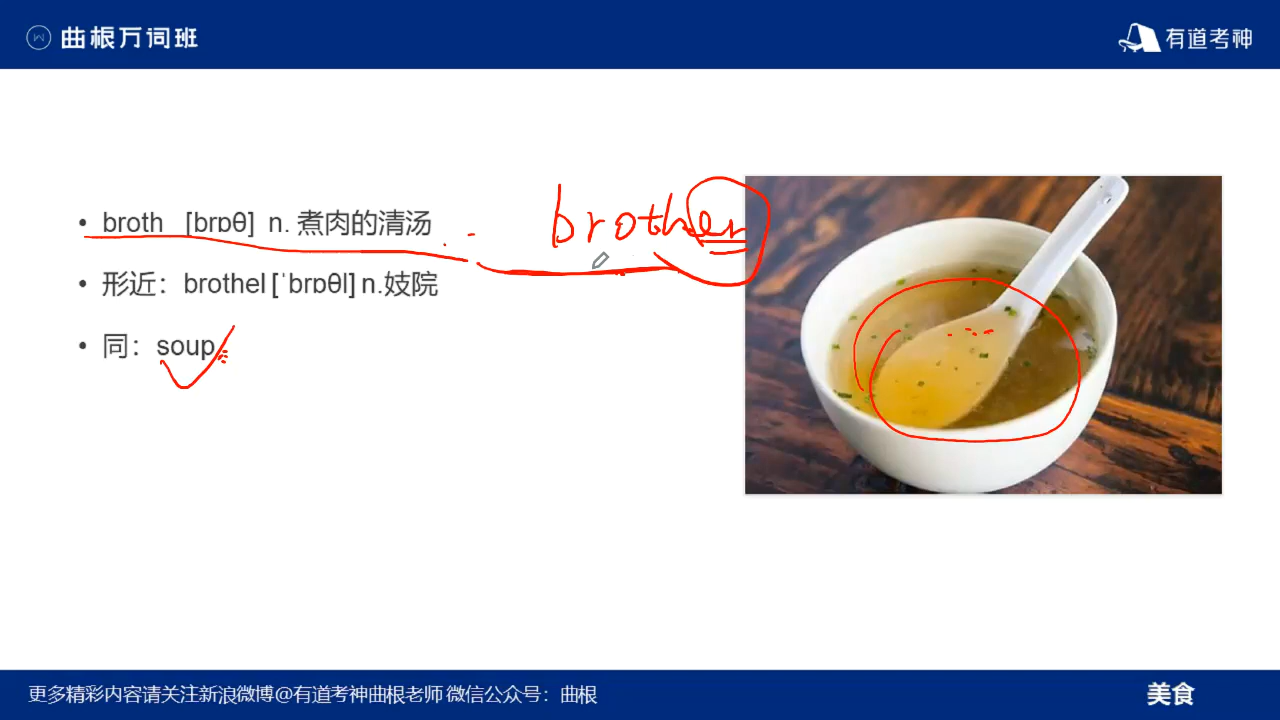 曲根万词班
有道考神
• broth [brɒθ] n. 煮肉的清汤
brother
• 形近：brothel [ˈbrɒθl] n.妓院
• 同：soup
更多精彩内容请关注新浪微博@有道考神曲根老师 微信公众号：曲根
美食